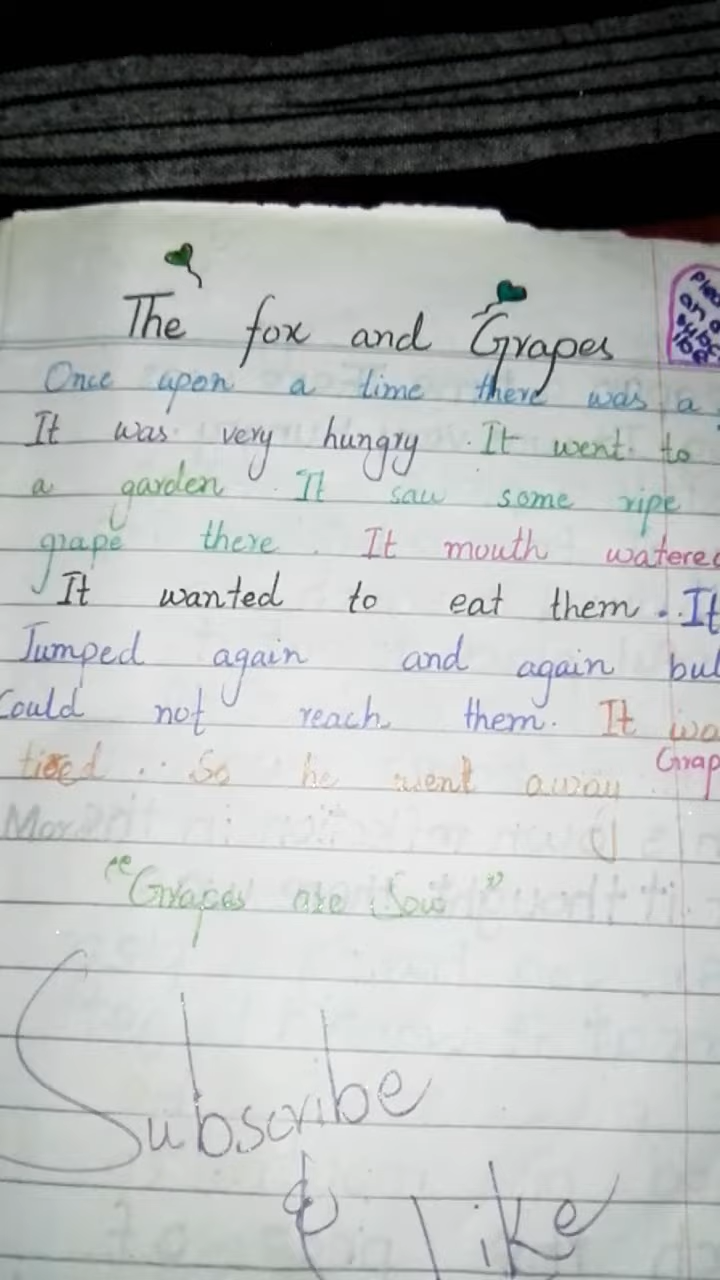 The fox and Grapes
Once upon a time there was a
It was very hungry. It went to
a garden. It saw some ripe
grape there. It mouth watered
It wanted to eat them.. It
Jumped again and again but
Could not reach them. It wa
tired.. So he went away
Grap
Mor
"Grapes are Sour"
Subscribe
& like